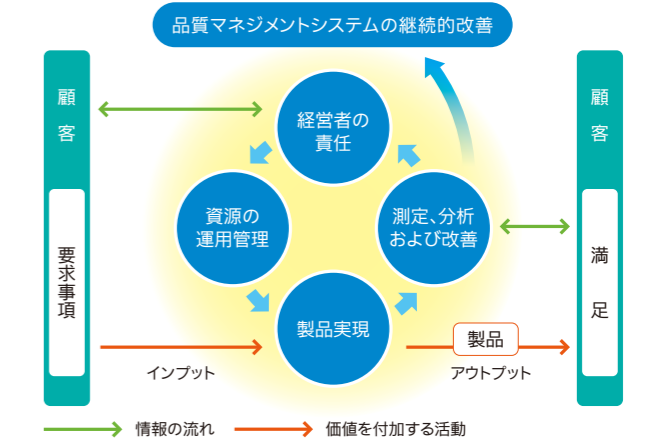 品質マネジメントシステムの継続的改善
顧客
要求事項
経営者の
責任
資源の
運用管理
測定、分析
および改善
製品実現
顧客
満足
インプット
製品
アウトプット
情報の流れ
価値を付加する活動